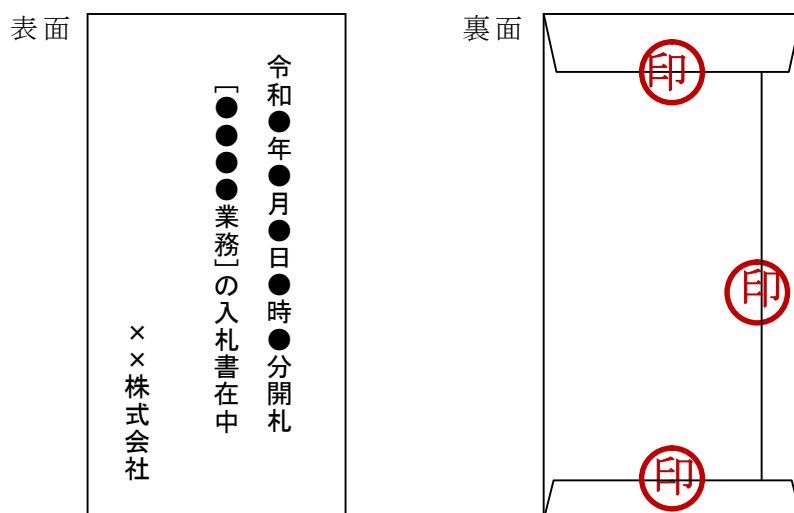 表面
令和●年●月●日●時●分開札
［●●●●業務］の入札書在中
××株式会社
裏面
印
印
印